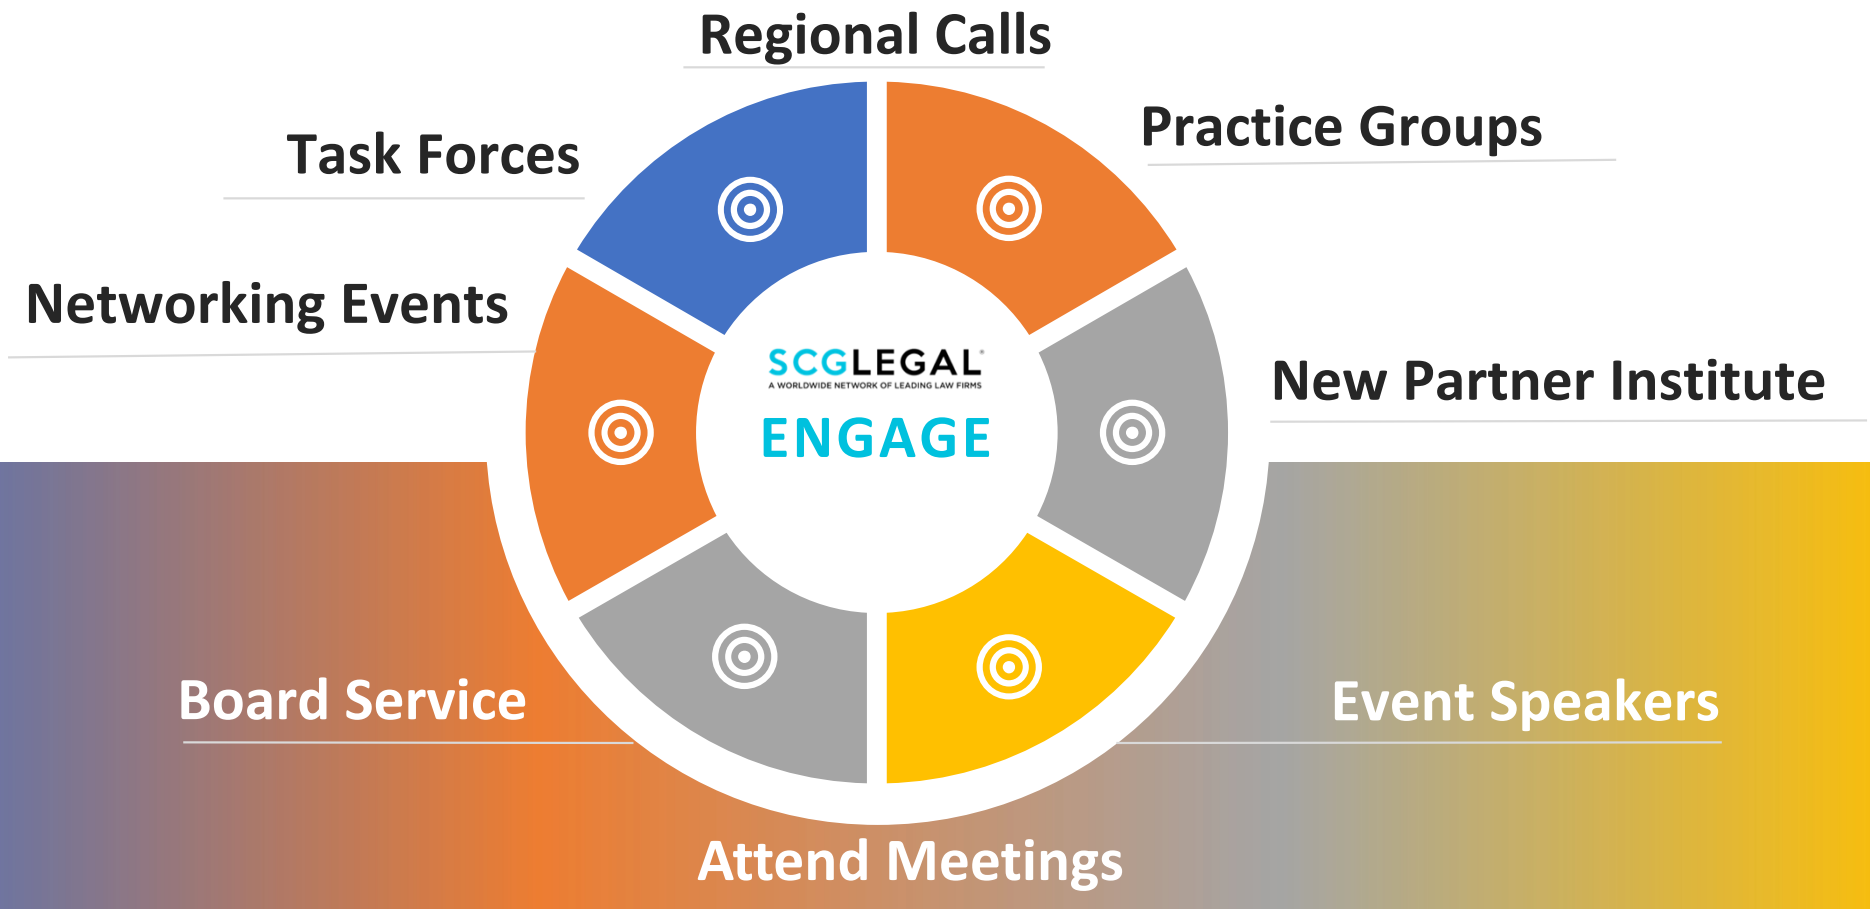 Regional Calls
Practice Groups
Task Forces
Networking Events
SCGLEGAL®
A WORLDWIDE NETWORK OF LEADING LAW FIRMS
ENGAGE
New Partner Institute
Board Service
Event Speakers
Attend Meetings